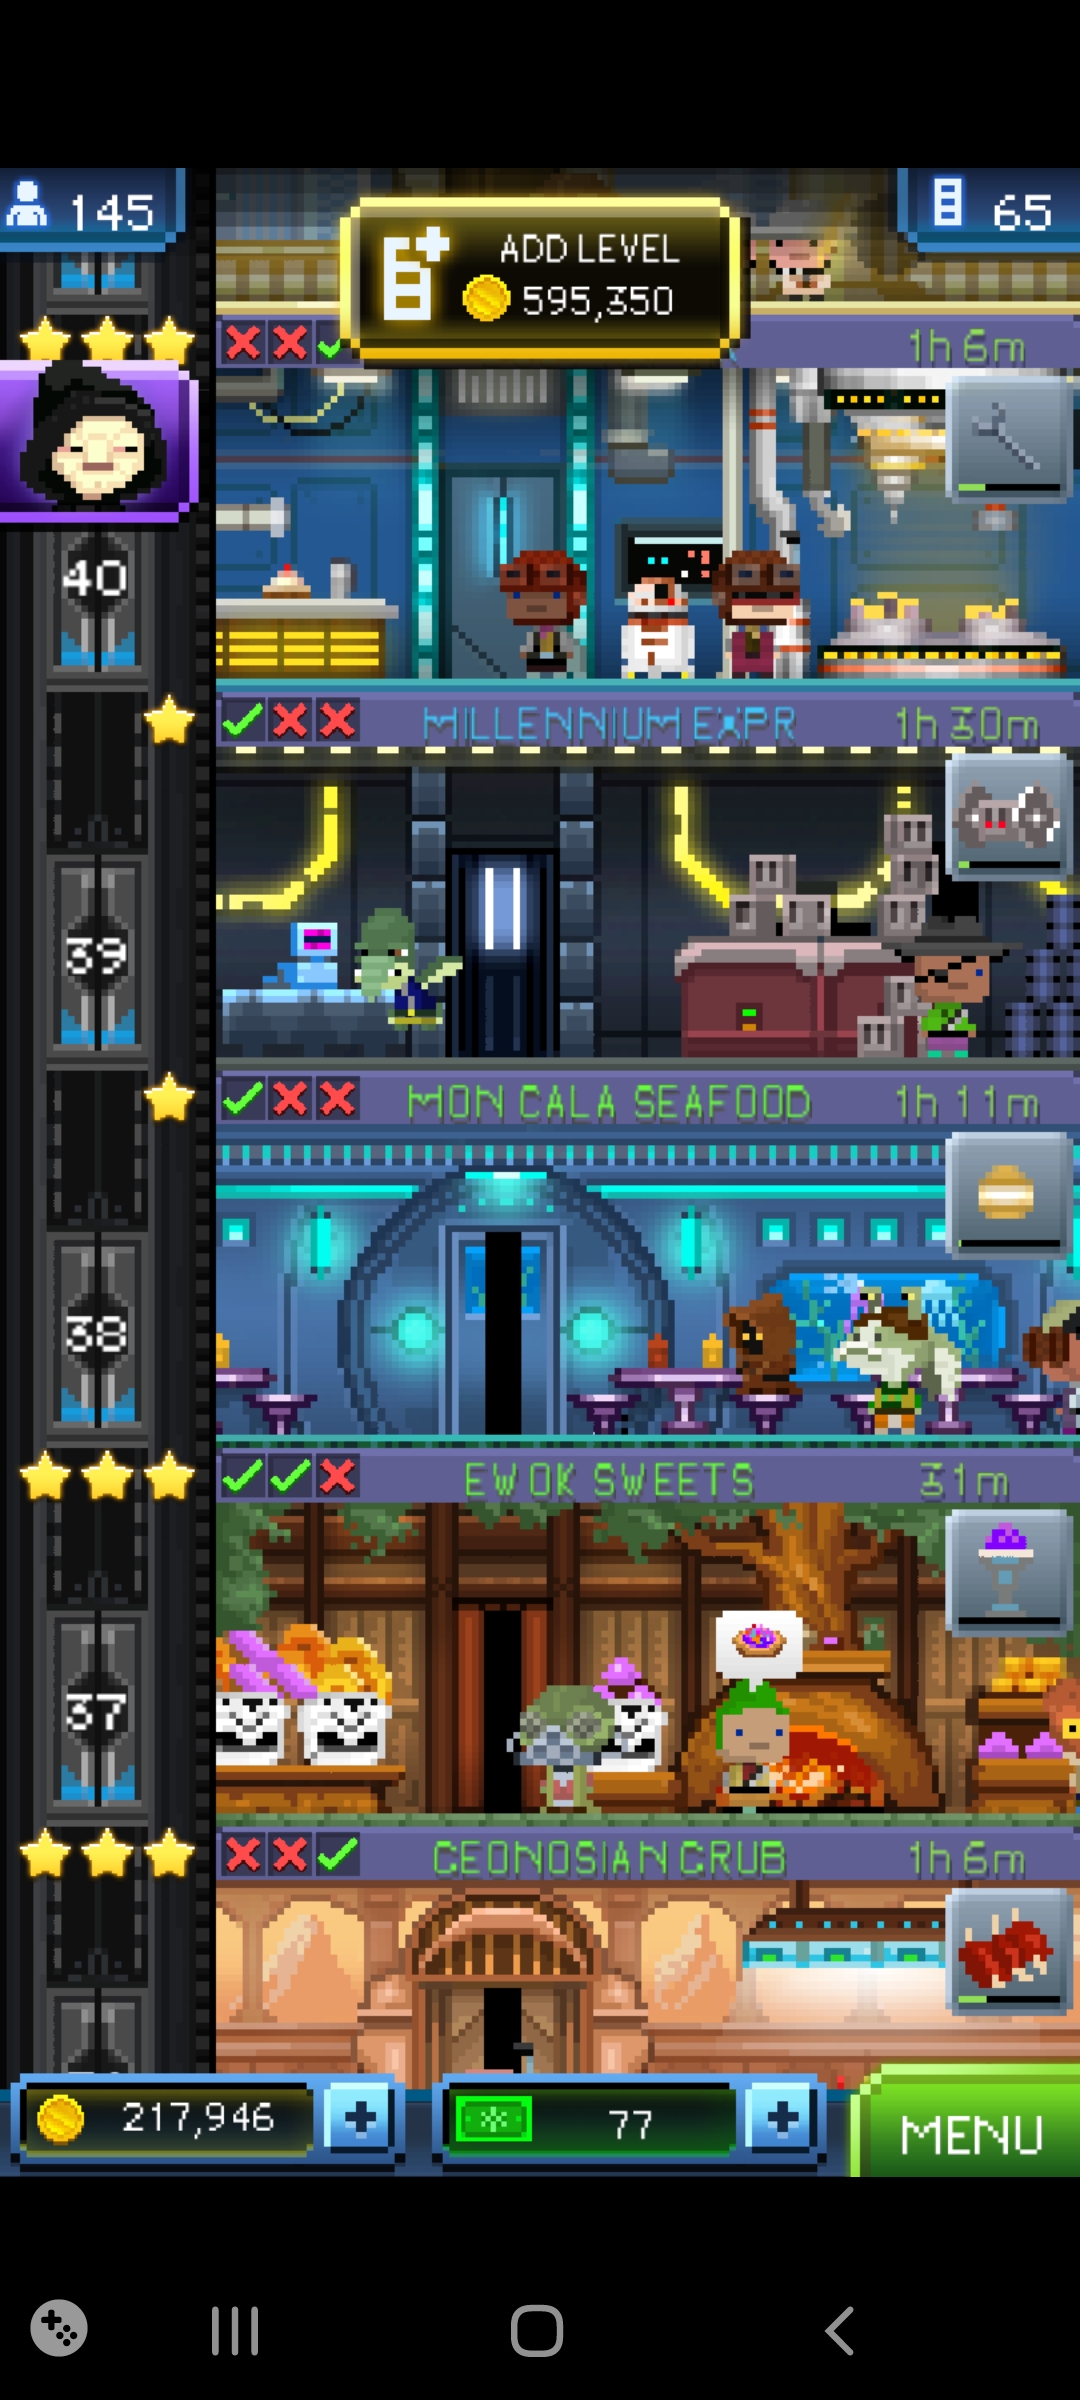 145
ADD LEVEL
595,350
65
1h 6m
40
MILLENNIUM EXPR
1h 30m
39
MON CALA SEAFOOD
1h 11m
38
EWOK SWEETS
31m
37
GEONOSIAN GRUB
1h 6m
217,946
77
MENU